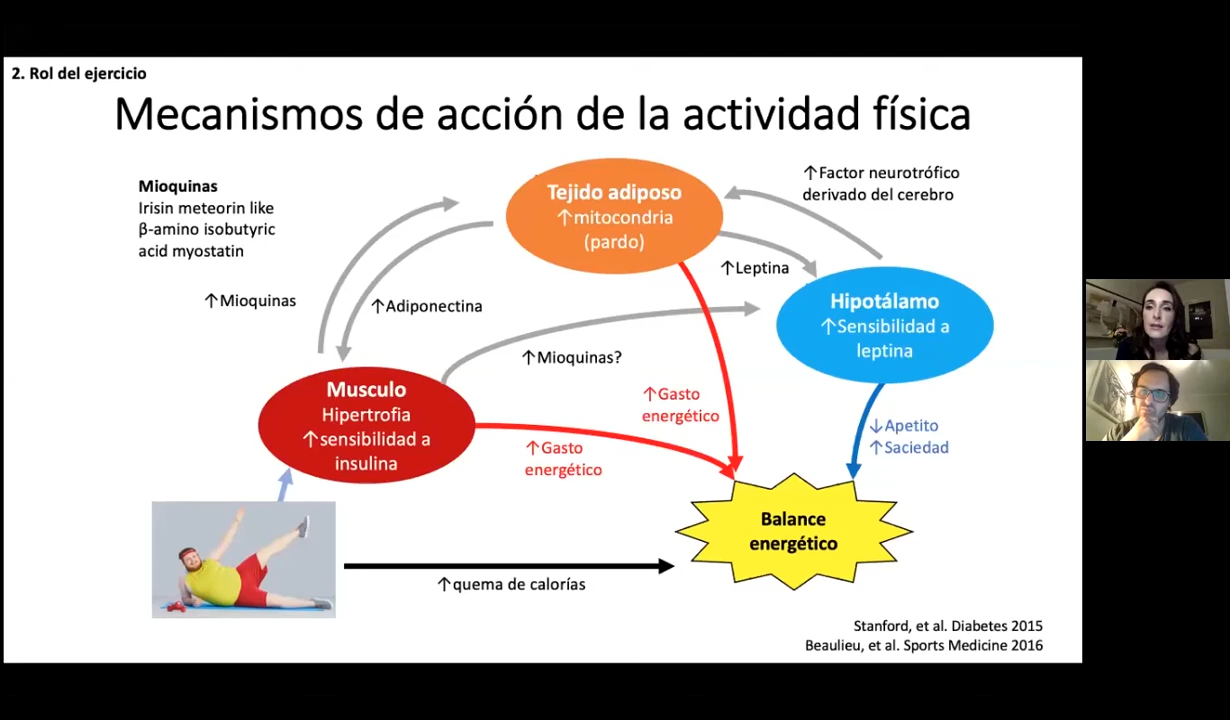 2. Rol del ejercicio
Mecanismos de acción de la actividad física
Mioquinas
Irisin meteorin like
β-amino isobutyric
acid myostatin
↑Mioquinas
↑Adiponectina
Tejido adiposo
↑mitocondria
(pardo)
↑Factor neurotrófico
derivado del cerebro
↑Leptina
Hipotálamo
↑Sensibilidad a
leptina
↑Mioquinas?
Musculo
Hipertrofia
↑sensibilidad a
insulina
↑Gasto
energético
↑Gasto
energético
↓Apetito
↑Saciedad
Balance
energético
↑quema de calorías
Stanford, et al. Diabetes 2015
Beaulieu, et al. Sports Medicine 2016